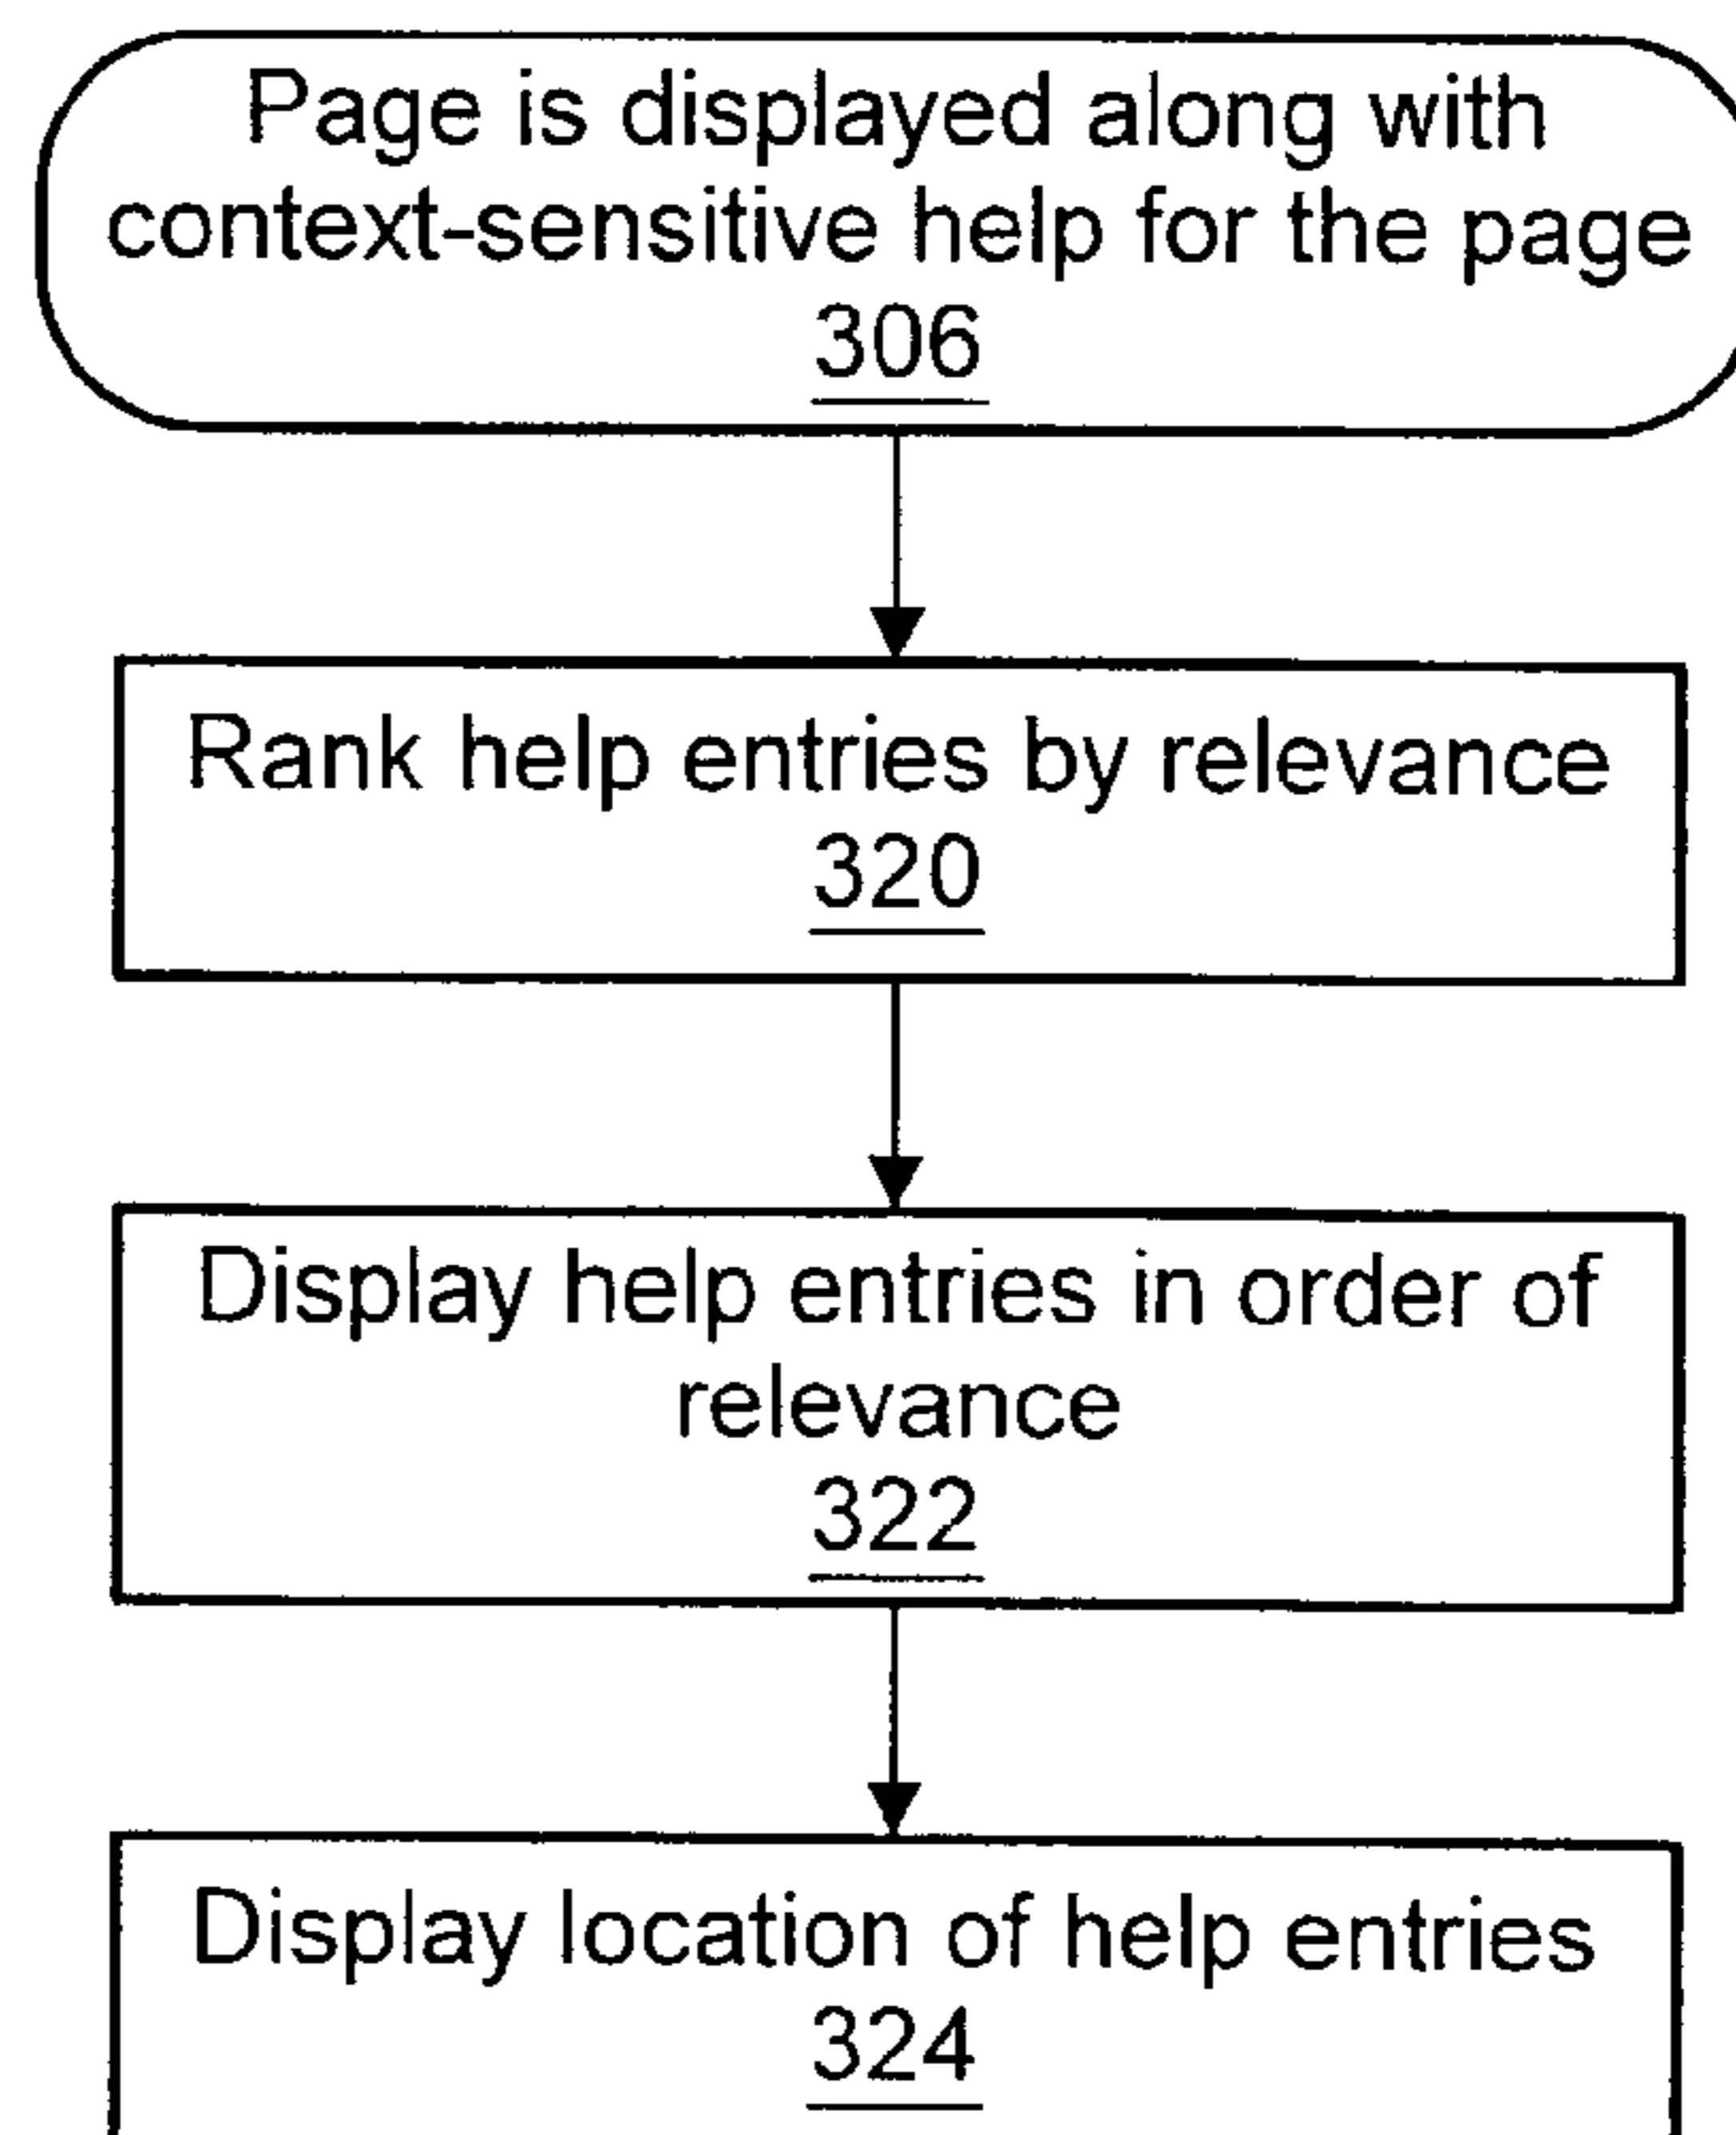 Page is displayed along with
context-sensitive help for the page
306
Rank help entries by relevance
320
Display help entries in order of
relevance
322
Display location of help entries
324